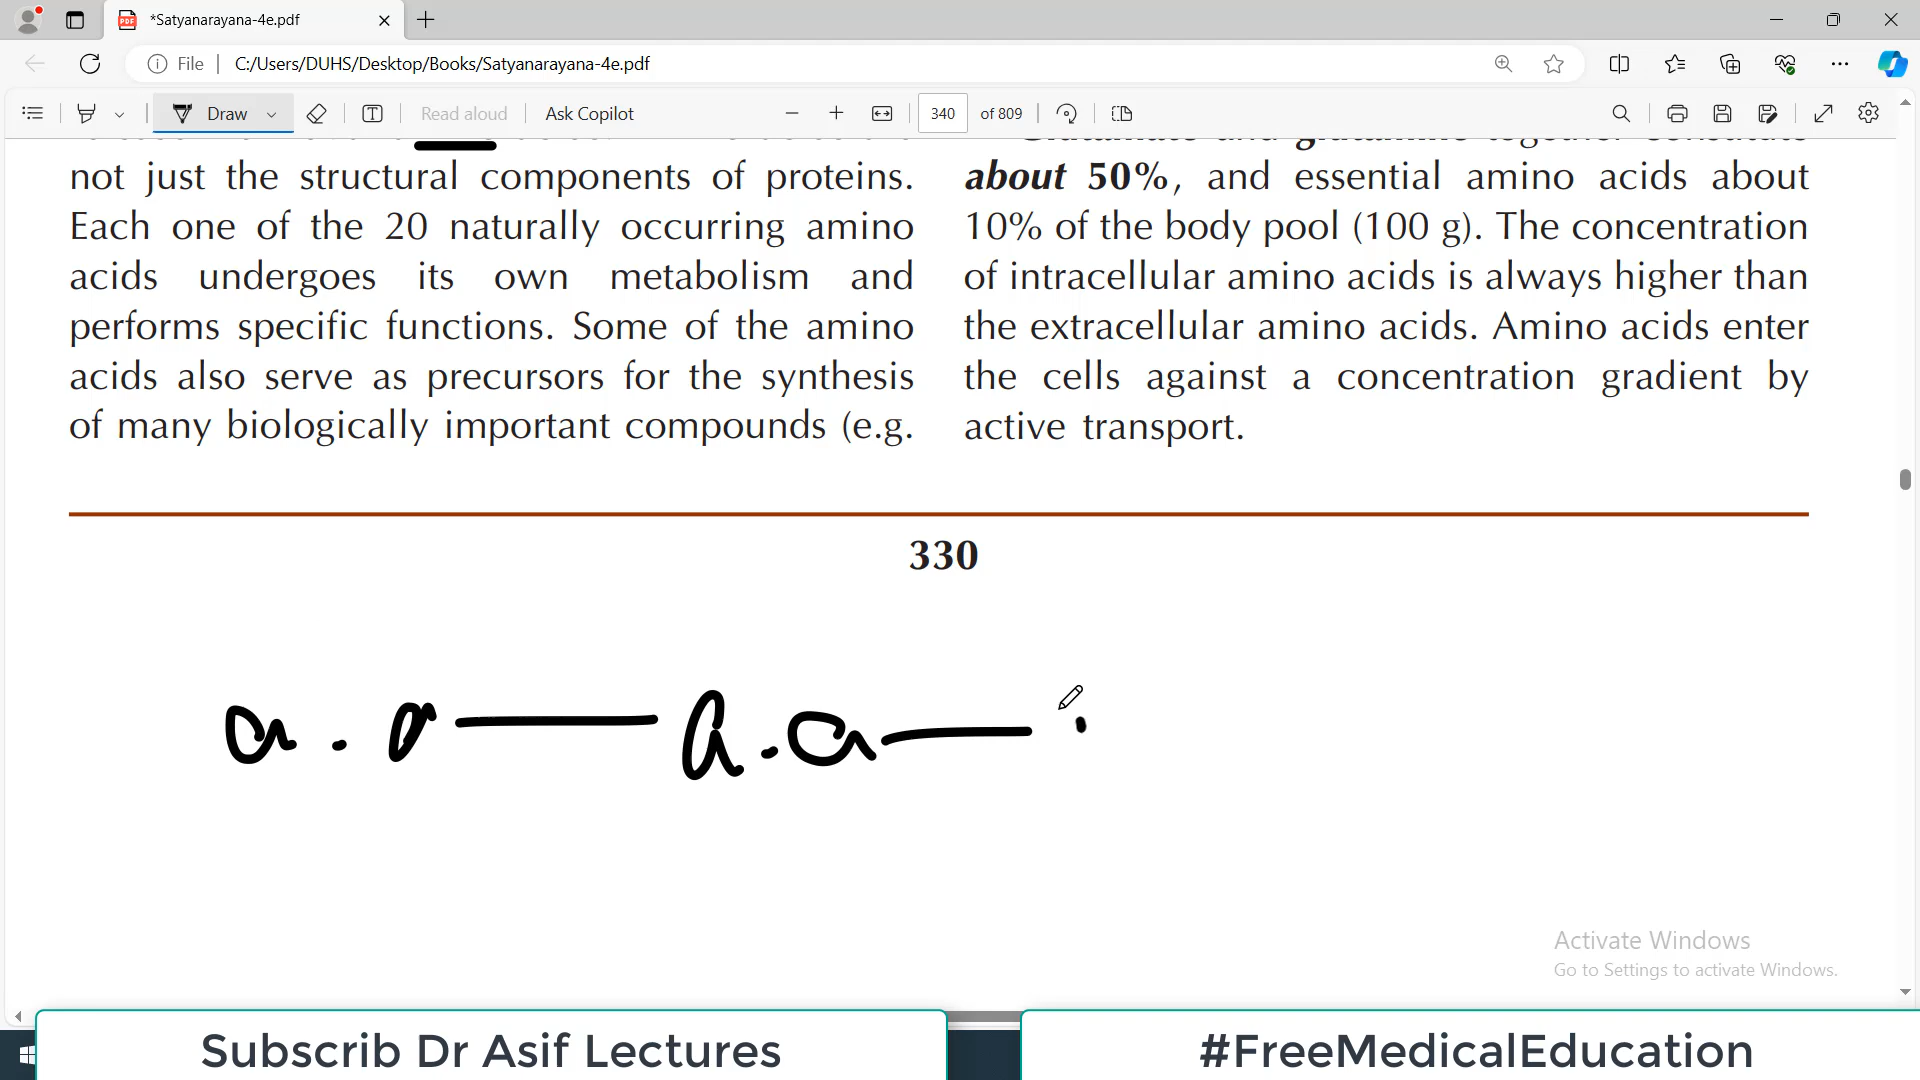 *Satyanarayana-4e.pdf
File
C:/Users/DUHS/Desktop/Books/Satyanarayana-4e.pdf
Draw
Read aloud
Ask Copilot
340
of 809
not just the structural components of proteins.
Each one of the 20 naturally occurring amino
acids undergoes its own metabolism and
performs specific functions. Some of the amino
acids also serve as precursors for the synthesis
of many biologically important compounds (e.g.
about 50%, and essential amino acids about
10% of the body pool (100 g). The concentration
of intracellular amino acids is always higher than
the extracellular amino acids. Amino acids enter
the cells against a concentration gradient by
active transport.
330
a.a — a.a —
Activate Windows
Go to Settings to activate Windows.
Subscrib Dr Asif Lectures
#FreeMedicalEducation